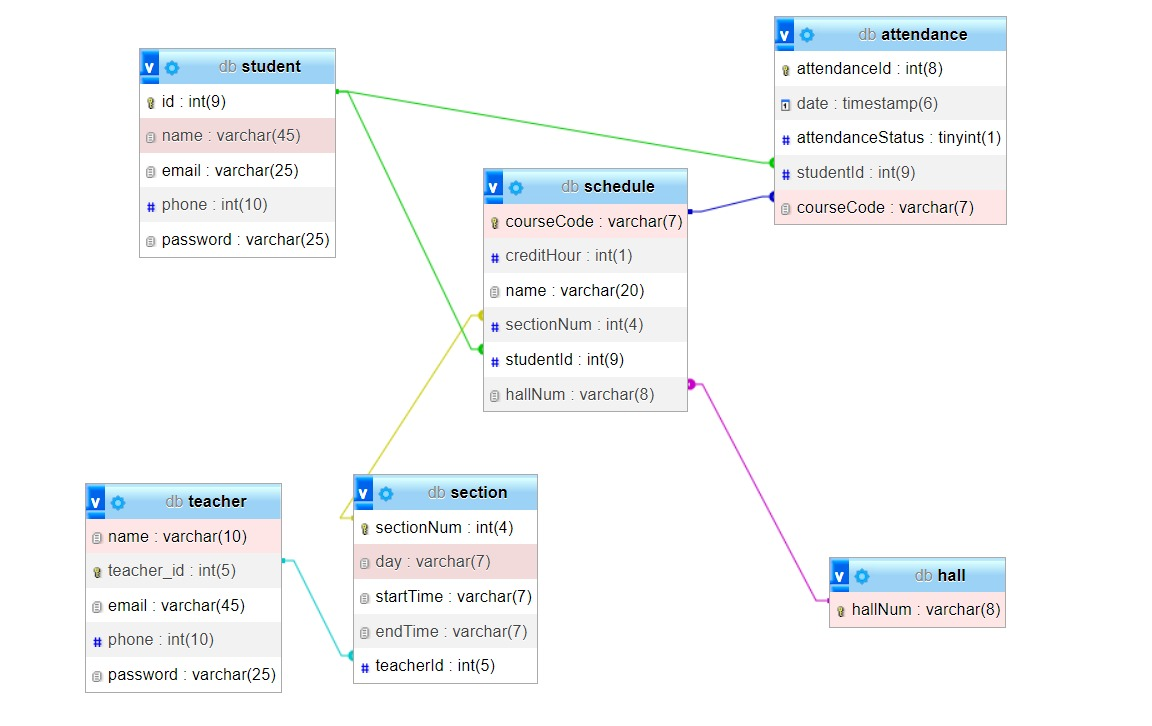 v db student
id : int(9)
name : varchar(45)
email : varchar(25)
# phone : int(10)
password : varchar(25)
v db attendance
attendanceId : int(8)
date : timestamp(6)
# attendanceStatus : tinyint(1)
# studentId : int(9)
courseCode : varchar(7)
v db schedule
courseCode : varchar(7)
# creditHour : int(1)
name : varchar(20)
# sectionNum : int(4)
# studentId : int(9)
hallNum : varchar(8)
v db teacher
name : varchar(10)
teacher_id : int(5)
email : varchar(45)
# phone : int(10)
password : varchar(25)
v db section
sectionNum : int(4)
day : varchar(7)
startTime : varchar(7)
endTime : varchar(7)
# teacherId : int(5)
v db hall
hallNum : varchar(8)